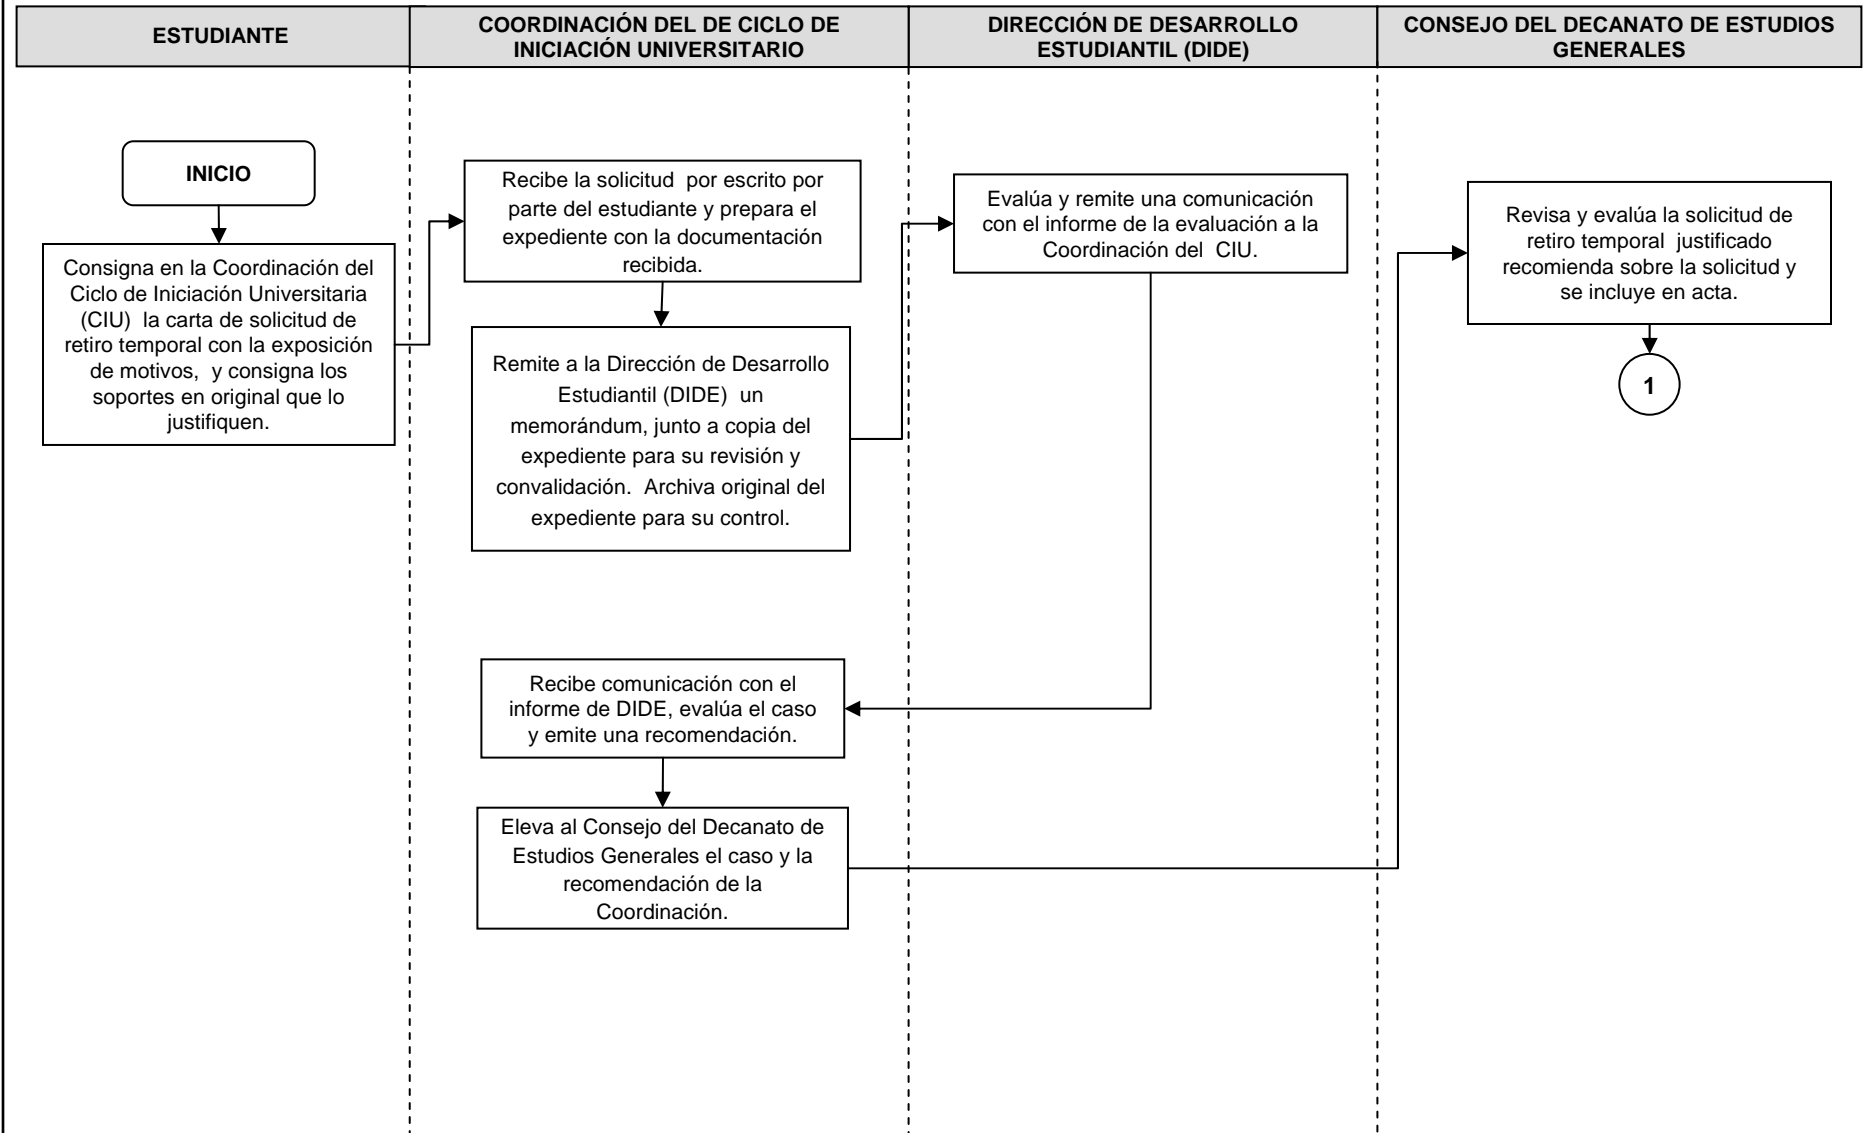 ESTUDIANTE
COORDINACIÓN DEL DE CICLO DE
INICIACIÓN UNIVERSITARIO
DIRECCIÓN DE DESARROLLO
ESTUDIANTIL (DIDE)
CONSEJO DEL DECANATO DE ESTUDIOS
GENERALES
INICIO
Consigna en la Coordinación del
Ciclo de Iniciación Universitaria
(CIU)  la carta de solicitud de
retiro temporal con la exposición
de motivos,  y consigna los
soportes en original que lo
justifiquen.
Recibe la solicitud  por escrito por
parte del estudiante y prepara el
expediente con la documentación
recibida.
Remite a la Dirección de Desarrollo
Estudiantil (DIDE)  un
memorándum, junto a copia del
expediente para su revisión y
convalidación.  Archiva original del
expediente para su control.
Evalúa y remite una comunicación
con el informe de la evaluación a la
Coordinación del  CIU.
Recibe comunicación con el
informe de DIDE, evalúa el caso
y emite una recomendación.
Eleva al Consejo del Decanato de
Estudios Generales el caso y la
recomendación de la
Coordinación.
Revisa y evalúa la solicitud de
retiro temporal  justificado
recomienda sobre la solicitud y
se incluye en acta.
1